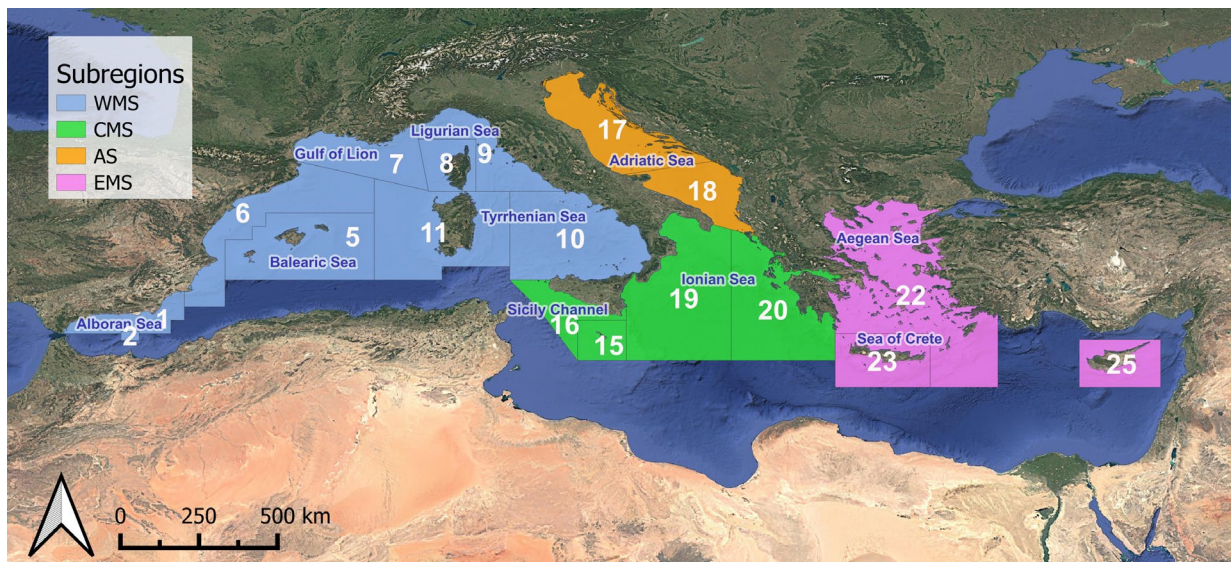 Subregions
WMS
CMS
AS
EMS
17
Ligurian Sea
Gulf of Lion
7
8
9
Adriatic Sea
18
6
5
11
Tyrrhenian Sea
10
Aegean Sea
Balearic Sea
Ionian Sea
19
20
22
Sicily Channel
16
15
Alboran Sea
1
2
Sea of Crete
23
25
0 250 500 km